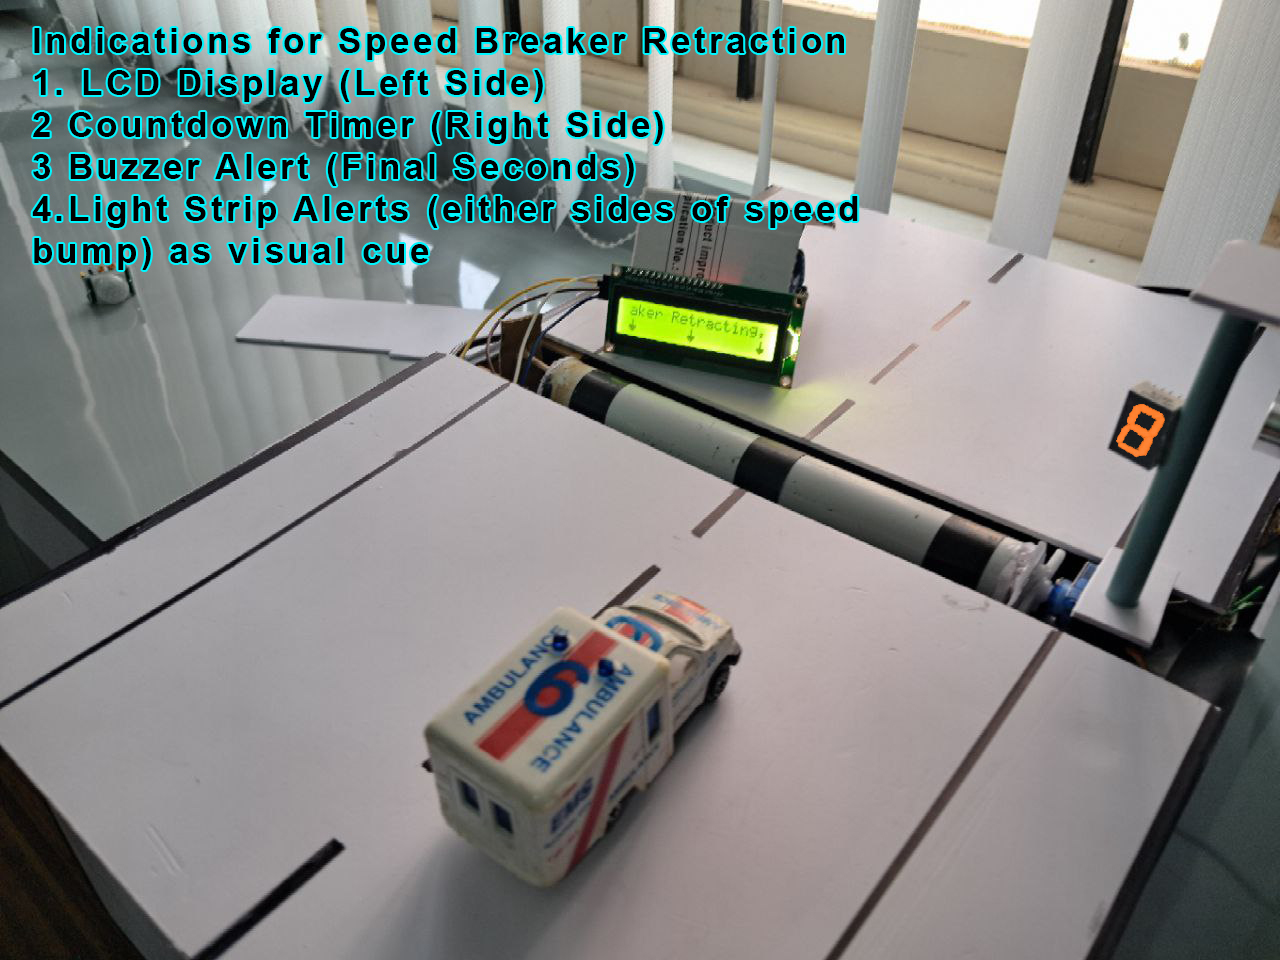 Indications for Speed Breaker Retraction
1. LCD Display (Left Side)
2 Countdown Timer (Right Side)
3 Buzzer Alert (Final Seconds)
4.Light Strip Alerts (either sides of speed
bump) as visual cue
aker Retracting.
8
AMBULANCE
6
AMBULANCE
EMS